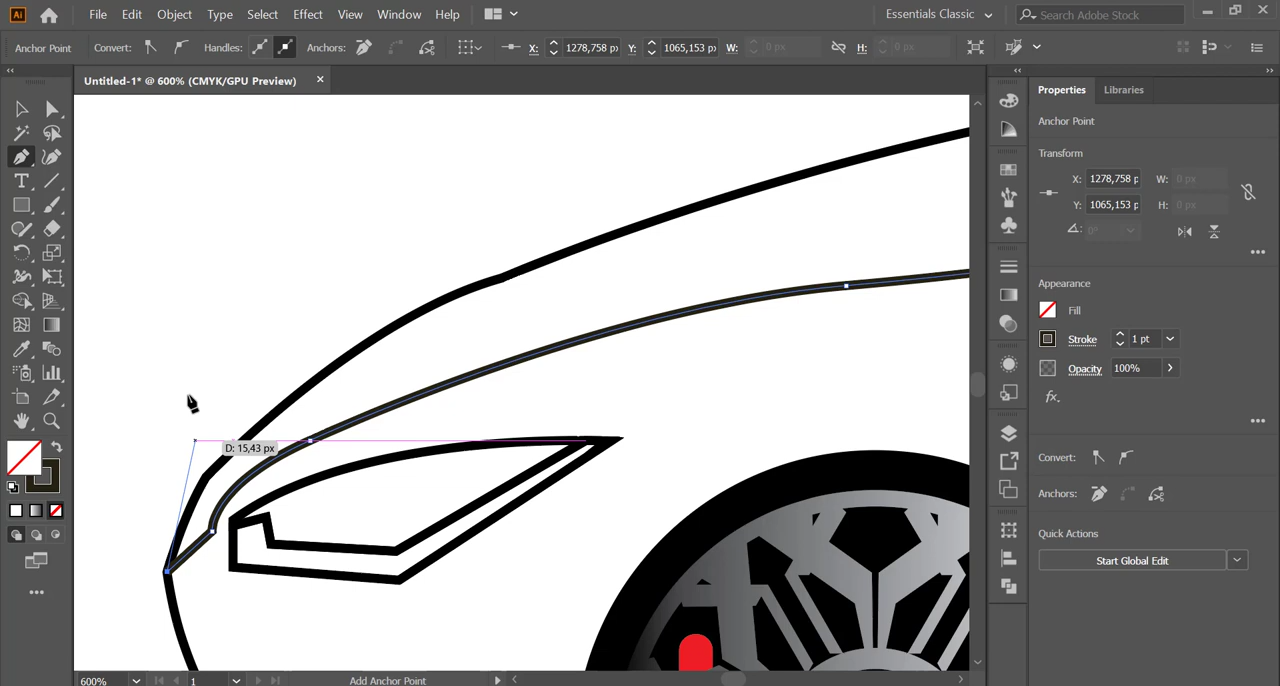 Ai File Edit Object Type Select Effect View Window Help Essentials Classic Search Adobe Stock
Anchor Point Convert: Handles: Anchors: X: 1278,758 p Y: 1065,153 p W: 0 px H: 0 px
Untitled-1* @ 600% (CMYK/GPU Preview)
Properties Libraries
Anchor Point
Transform
X: 1278,758 p W: 0 px
Y: 1065,153 p H: 0 px
0°
Appearance
Fill
Stroke 1 pt
Opacity 100%
fx.
D: 15,43 px
Convert:
Anchors:
Quick Actions
Start Global Edit
600% 1 Add Anchor Point